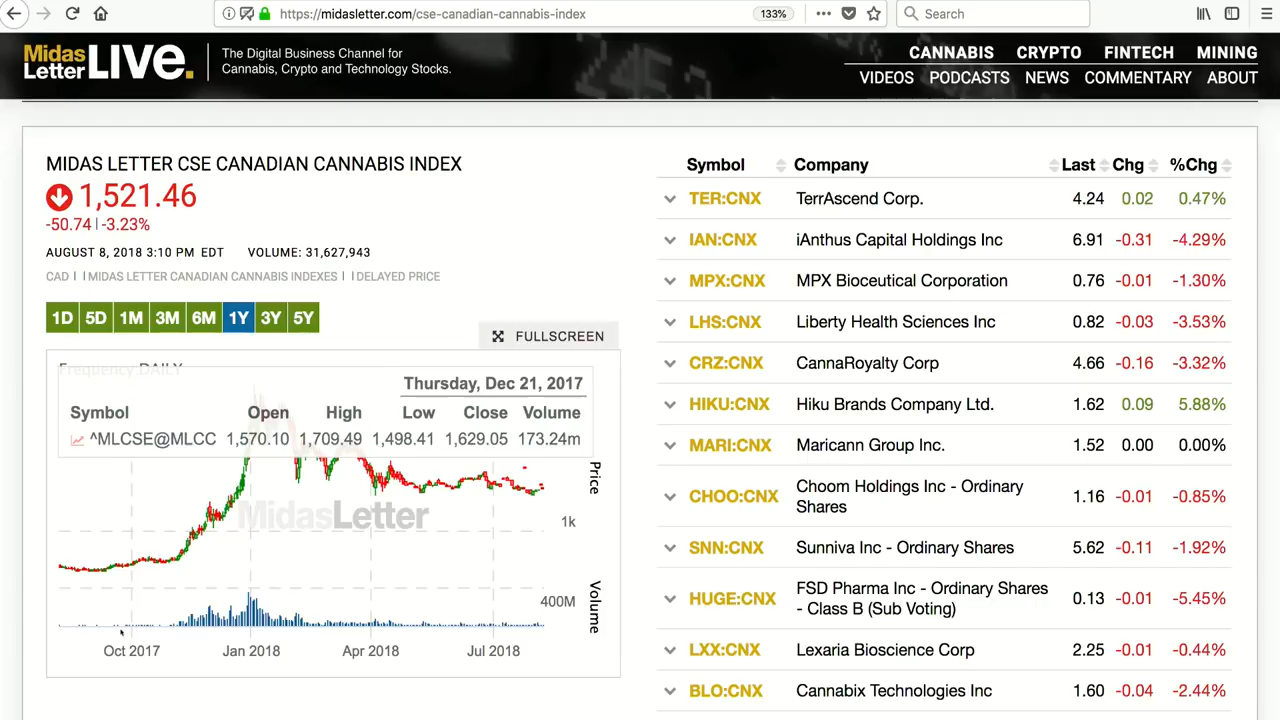 https://midasletter.com/cse-canadian-cannabis-index
133%
Search
Midas Letter LIVE.
The Digital Business Channel for
Cannabis, Crypto and Technology Stocks.
CANNABIS CRYPTO FINTECH MINING
VIDEOS PODCASTS NEWS COMMENTARY ABOUT
MIDAS LETTER CSE CANADIAN CANNABIS INDEX
1,521.46
-50.74 | -3.23%
AUGUST 8, 2018 3:10 PM EDT VOLUME: 31,627,943
CAD | | MIDAS LETTER CANADIAN CANNABIS INDEXES | | DELAYED PRICE
1D 5D 1M 3M 6M 1Y 3Y 5Y
FULLSCREEN
Frequency:DAILY
Thursday, Dec 21, 2017
Symbol Open High Low Close Volume
^MLCSE@MLCC 1,570.10 1,709.49 1,498.41 1,629.05 173.24m
Price
MidasLetter
1k
400M
Volume
Oct 2017 Jan 2018 Apr 2018 Jul 2018
Symbol Company Last Chg %Chg
TER:CNX TerrAscend Corp. 4.24 0.02 0.47%
IAN:CNX iAnthus Capital Holdings Inc 6.91 -0.31 -4.29%
MPX:CNX MPX Bioceutical Corporation 0.76 -0.01 -1.30%
LHS:CNX Liberty Health Sciences Inc 0.82 -0.03 -3.53%
CRZ:CNX CannaRoyalty Corp 4.66 -0.16 -3.32%
HIKU:CNX Hiku Brands Company Ltd. 1.62 0.09 5.88%
MARI:CNX Maricann Group Inc. 1.52 0.00 0.00%
CHOO:CNX Choom Holdings Inc - Ordinary Shares 1.16 -0.01 -0.85%
SNN:CNX Sunniva Inc - Ordinary Shares 5.62 -0.11 -1.92%
HUGE:CNX FSD Pharma Inc - Ordinary Shares - Class B (Sub Voting) 0.13 -0.01 -5.45%
LXX:CNX Lexaria Bioscience Corp 2.25 -0.01 -0.44%
BLO:CNX Cannabix Technologies Inc 1.60 -0.04 -2.44%